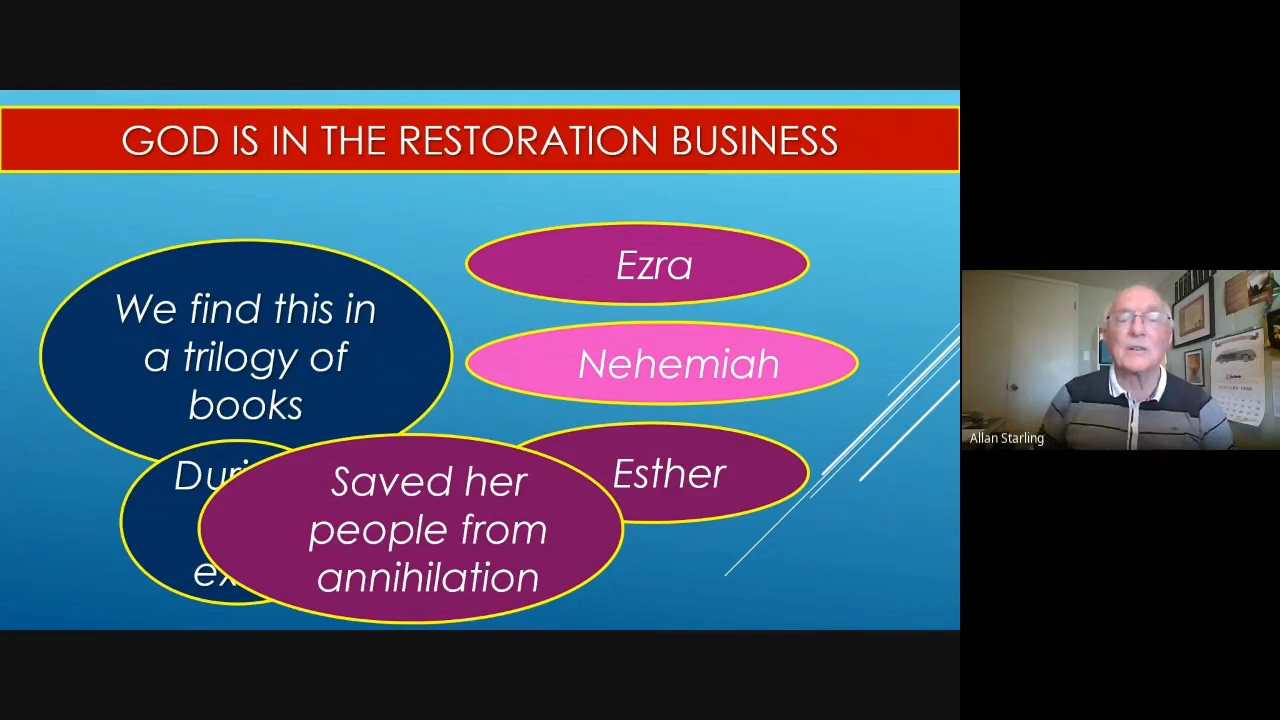 GOD IS IN THE RESTORATION BUSINESS
We find this in
a trilogy of
books
Ezra
Nehemiah
Esther
Saved her
people from
annihilation
Allan Starling